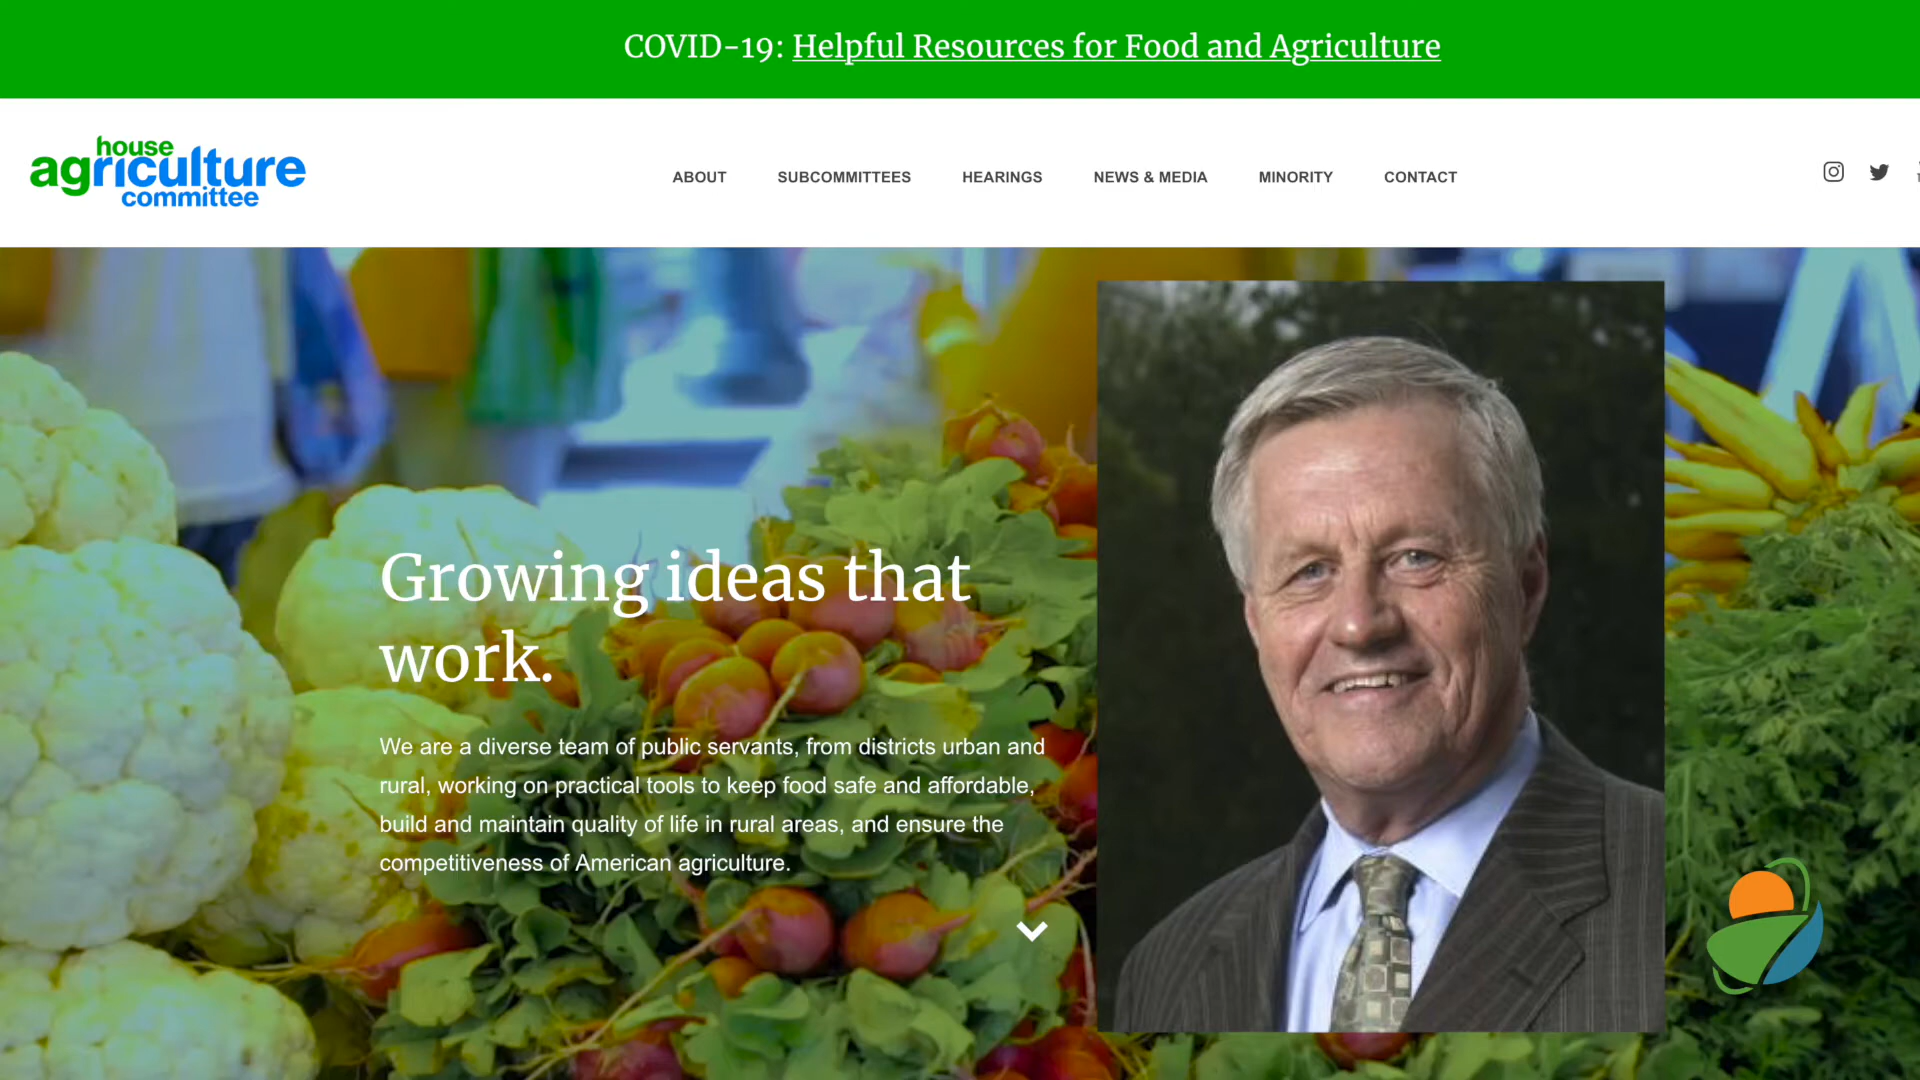 COVID-19: Helpful Resources for Food and Agriculture
house
agriculture
committee
ABOUT
SUBCOMMITTEES
HEARINGS
NEWS & MEDIA
MINORITY
CONTACT
Growing ideas that
work.
We are a diverse team of public servants, from districts urban and
rural, working on practical tools to keep food safe and affordable,
build and maintain quality of life in rural areas, and ensure the
competitiveness of American agriculture.